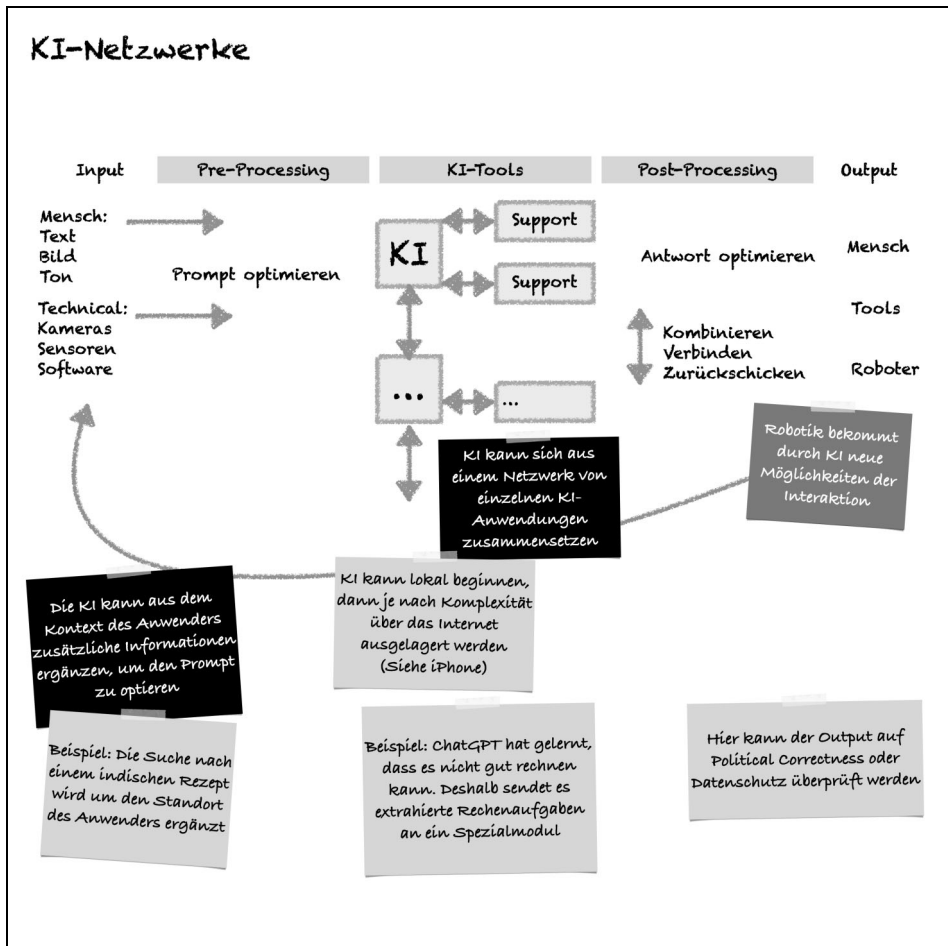 KI-Netzwerke
Input
Pre-Processing
KI-Tools
Post-Processing
Output
Mensch:
Text
Bild
Ton
Technical:
Kameras
Sensoren
Software
Prompt optimieren
KI
Support
Support
...
...
Antwort optimieren
Kombinieren
Verbinden
Zurückschicken
Mensch
Tools
Roboter
Robotik bekommt
durch KI neue
Möglichkeiten der
Interaktion
KI kann sich aus
einem Netzwerk von
einzelnen KI-
Anwendungen
zusammensetzen
KI kann lokal beginnen,
dann je nach Komplexität
über das Internet
ausgelagert werden
(Siehe iPhone)
Die KI kann aus dem
Kontext des Anwenders
zusätzliche Informationen
ergänzen, um den Prompt
zu optieren
Beispiel: Die Suche nach
einem indischen Rezept
wird um den Standort
des Anwenders ergänzt
Beispiel: ChatGPT hat gelernt,
dass es nicht gut rechnen
kann. Deshalb sendet es
extrahierte Rechenaufgaben
an ein Spezialmodul
Hier kann der Output auf
Political Correctness oder
Datenschutz überprüft werden